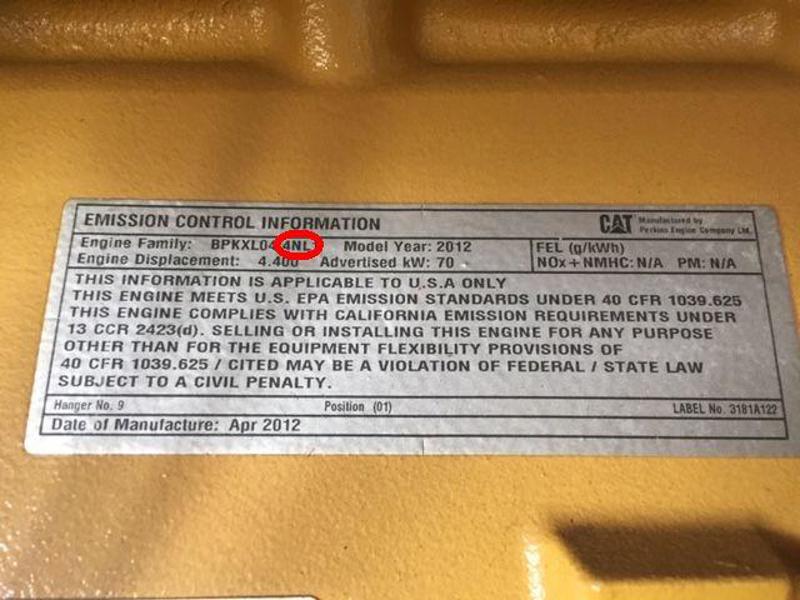 EMISSION CONTROL INFORMATION
CAT Manufactured by
Perkins Engine Company Ltd.
Engine Family: Model Year: 2012
Engine Displacement: 4.400 Advertised kW: 70
FEL (g/kWh)
NOx+NMHC: N/A PM: N/A
THIS INFORMATION IS APPLICABLE TO U.S.A ONLY
THIS ENGINE MEETS U.S. EPA EMISSION STANDARDS UNDER 40 CFR 1039.625
THIS ENGINE COMPLIES WITH CALIFORNIA EMISSION REQUIREMENTS UNDER
13 CCR 2423(d). SELLING OR INSTALLING THIS ENGINE FOR ANY PURPOSE
OTHER THAN FOR THE EQUIPMENT FLEXIBILITY PROVISIONS OF
40 CFR 1039.625 / CITED MAY BE A VIOLATION OF FEDERAL / STATE LAW
SUBJECT TO A CIVIL PENALTY.
Hanger No. 9 Position (01) LABEL No. 3181A122
Date of Manufacture: Apr 2012